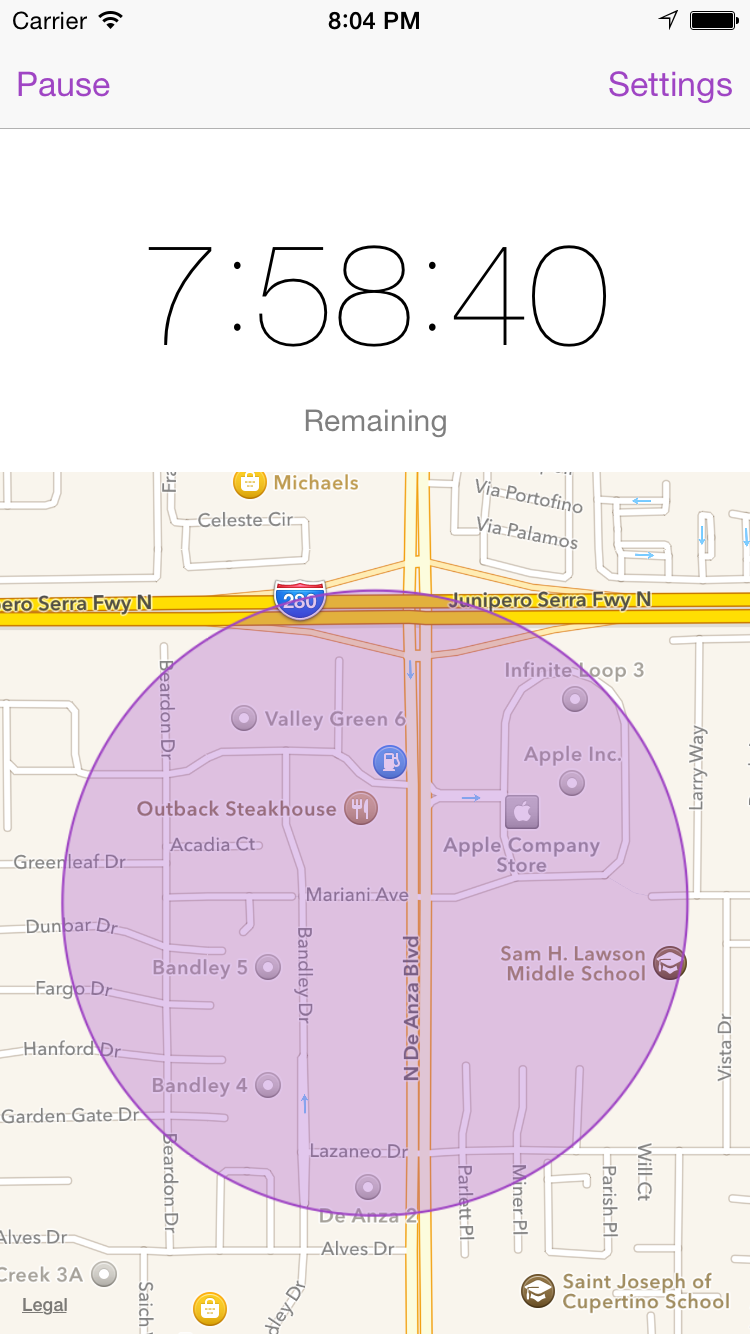 Carrier
8:04 PM
Pause
Settings
7:58:40
Remaining
Michaels
Via Portofino
Celeste Cir
Via Palamos
280
ero Serra Fwy N
Junipero Serra Fwy N
Beardon Dr
Infinite Loop 3
Valley Green 6
Larry Way
Apple Inc.
Outback Steakhouse
Acadia Ct
Apple Company
Store
Greenleaf Dr
Mariani Ave
Dunbar Dr
Bandley Dr
N De Anza Blvd
Sam H. Lawson
Middle School
Bandley 5
Fargo Dr
Vista Dr
Hanford Dr
Bandley 4
Garden Gate Dr
Beardon Dr
Lazaneo Dr
Parlett Pl
Miner Pl
Parish Pl
Will Ct
De Anza 2
Alves Dr
Alves Dr
Creek 3A
Saich
dley Dr
Saint Joseph of
Cupertino School
Legal